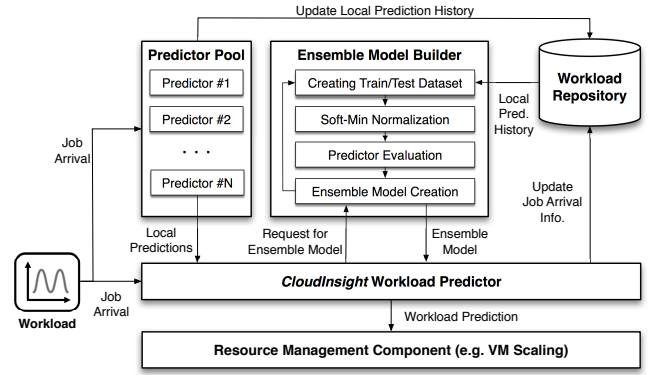 Update Local Prediction History
Predictor Pool
Predictor #1
Predictor #2
. . .
Predictor #N
Ensemble Model Builder
Creating Train/Test Dataset
Soft-Min Normalization
Predictor Evaluation
Ensemble Model Creation
Workload
Repository
Local
Pred.
History
Job
Arrival
Local
Predictions
Request for
Ensemble Model
Ensemble
Model
Update
Job Arrival
Info.
Workload
Job
Arrival
CloudInsight Workload Predictor
Workload Prediction
Resource Management Component (e.g. VM Scaling)